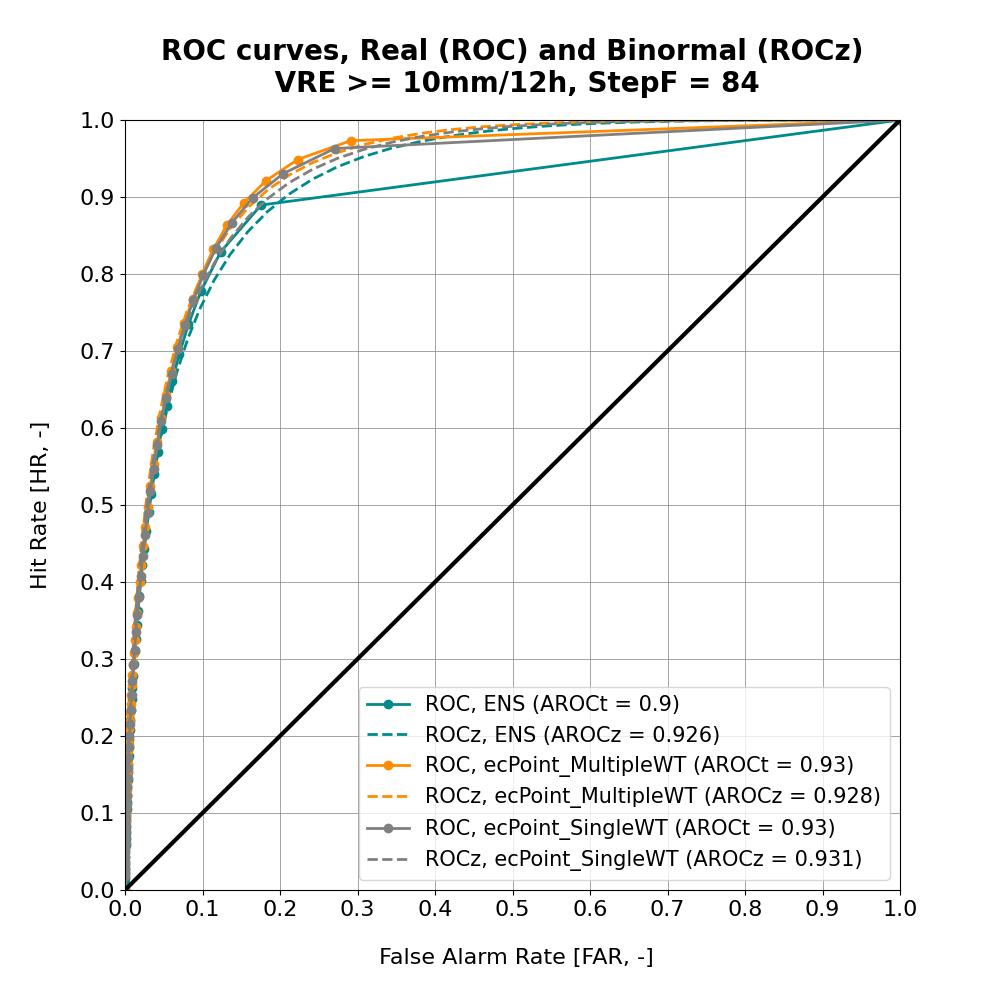 ROC curves, Real (ROC) and Binormal (ROCz)
VRE >= 10mm/12h, StepF = 84
1.0
0.9
0.8
0.7
0.6
0.5
0.4
0.3
0.2
0.1
0.0
Hit Rate [HR, -]
ROC, ENS (AROCt = 0.9)
ROCz, ENS (AROCz = 0.926)
ROC, ecPoint_MultipleWT (AROCt = 0.93)
ROCz, ecPoint_MultipleWT (AROCz = 0.928)
ROC, ecPoint_SingleWT (AROCt = 0.93)
ROCz, ecPoint_SingleWT (AROCz = 0.931)
0.0 0.1 0.2 0.3 0.4 0.5 0.6 0.7 0.8 0.9 1.0
False Alarm Rate [FAR, -]